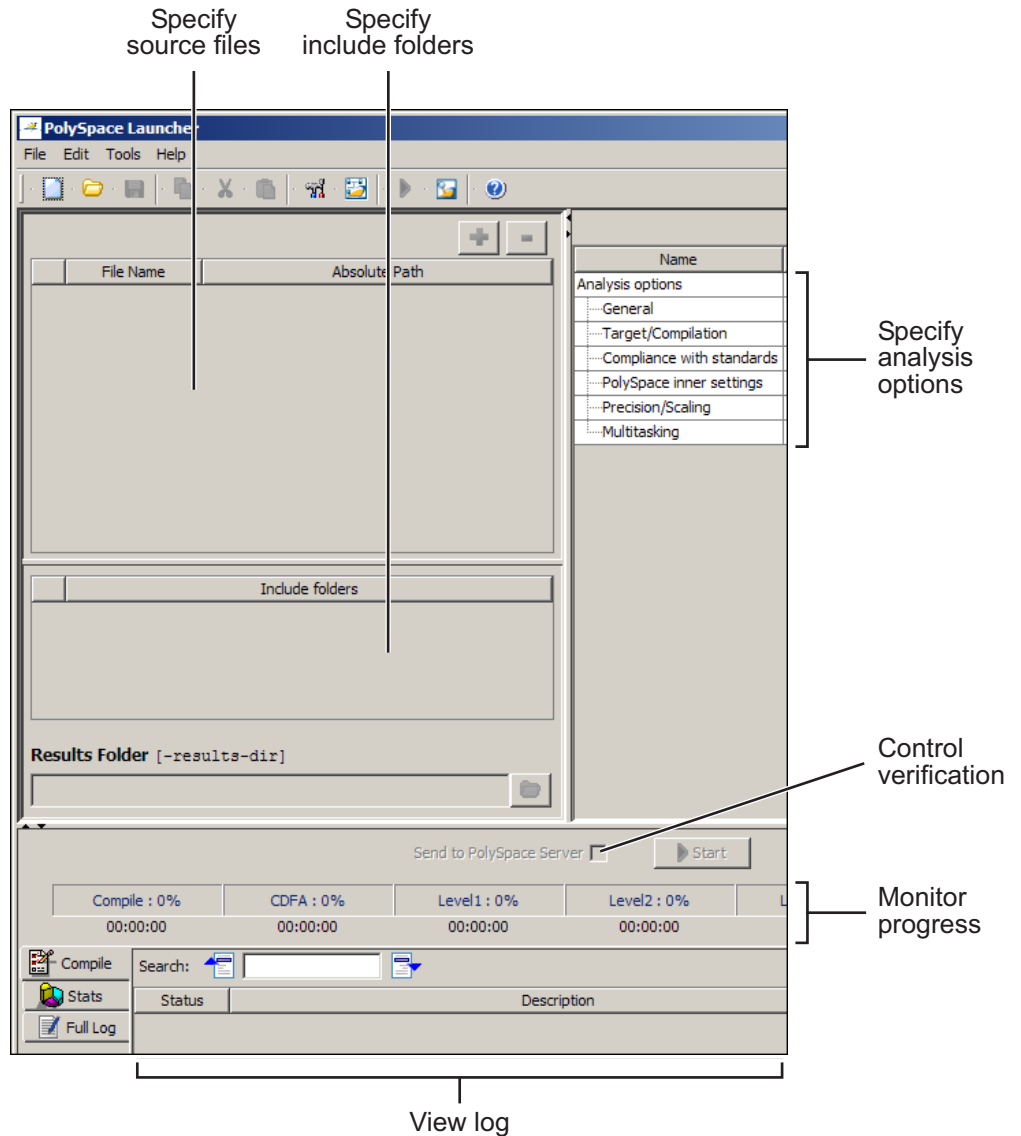 Specify
source files
Specify
include folders
PolySpace Launcher
File Edit Tools Help
Name
File Name Absolute Path
Analysis options
General
Target/Compilation
Compliance with standards
PolySpace inner settings
Precision/Scaling
Multitasking
Specify
analysis
options
Include folders
Results Folder [-results-dir]
Control
verification
Send to PolySpace Server Start
Compile : 0% CDFA : 0% Level1 : 0% Level2 : 0% L
00:00:00 00:00:00 00:00:00 00:00:00
Monitor
progress
Compile Search:
Stats Status Description
Full Log
View log